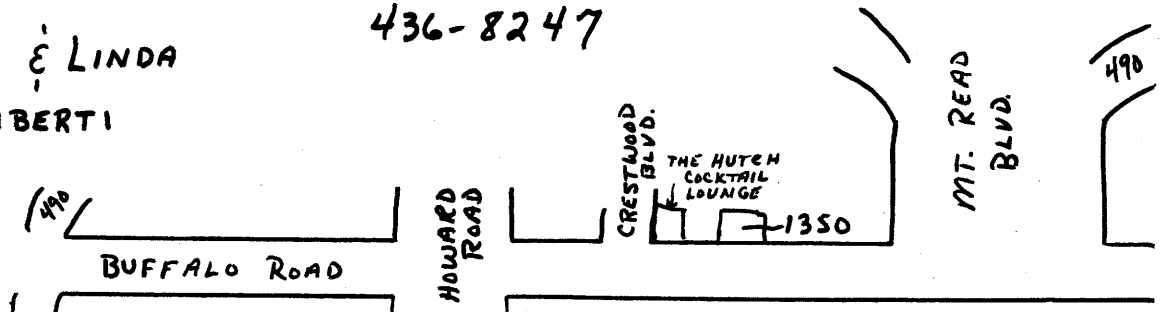 436-8247
& LINDA
BERTI
490
CRESTWOOD
BLVD.
THE HUTCH
COCKTAIL
LOUNGE
1350
MT. READ
BLVD.
490
HOWARD
ROAD
BUFFALO ROAD